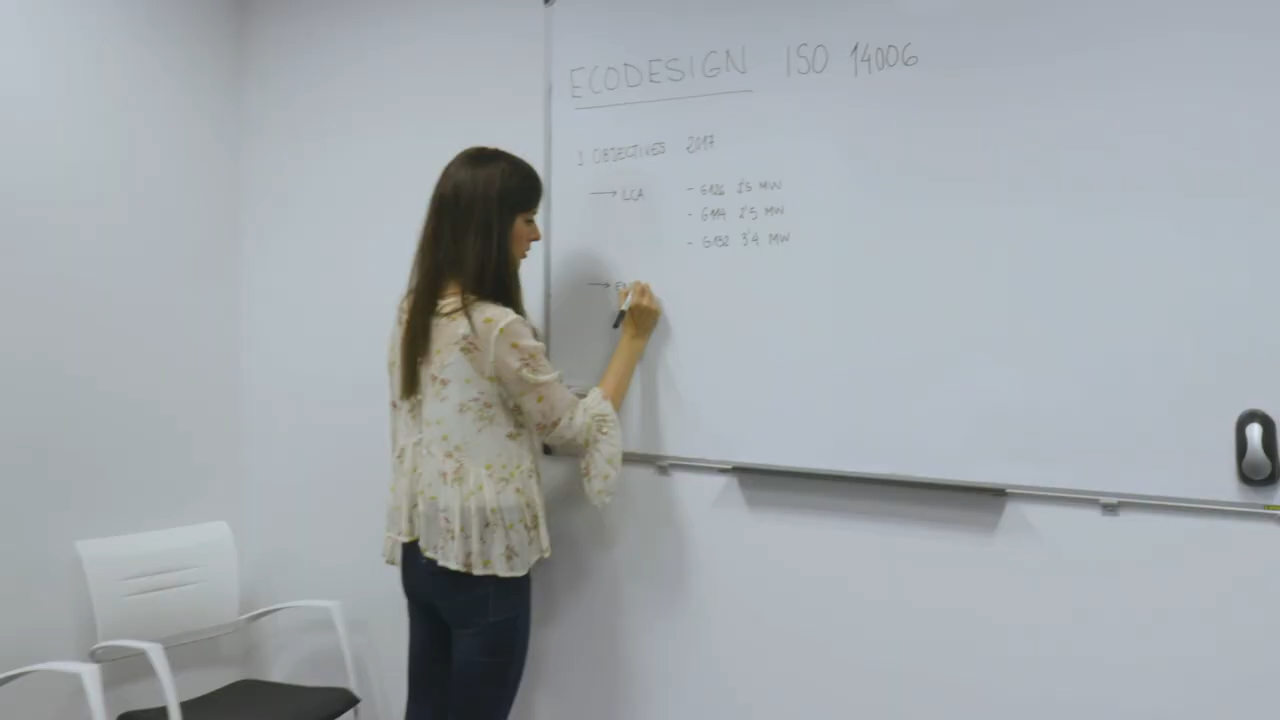 ECODESIGN ISO 14006
1 OBJECTIVES 2017
→ LCA - G126 2'5 MW
- G114 2'5 MW
- G132 3'4 MW
→